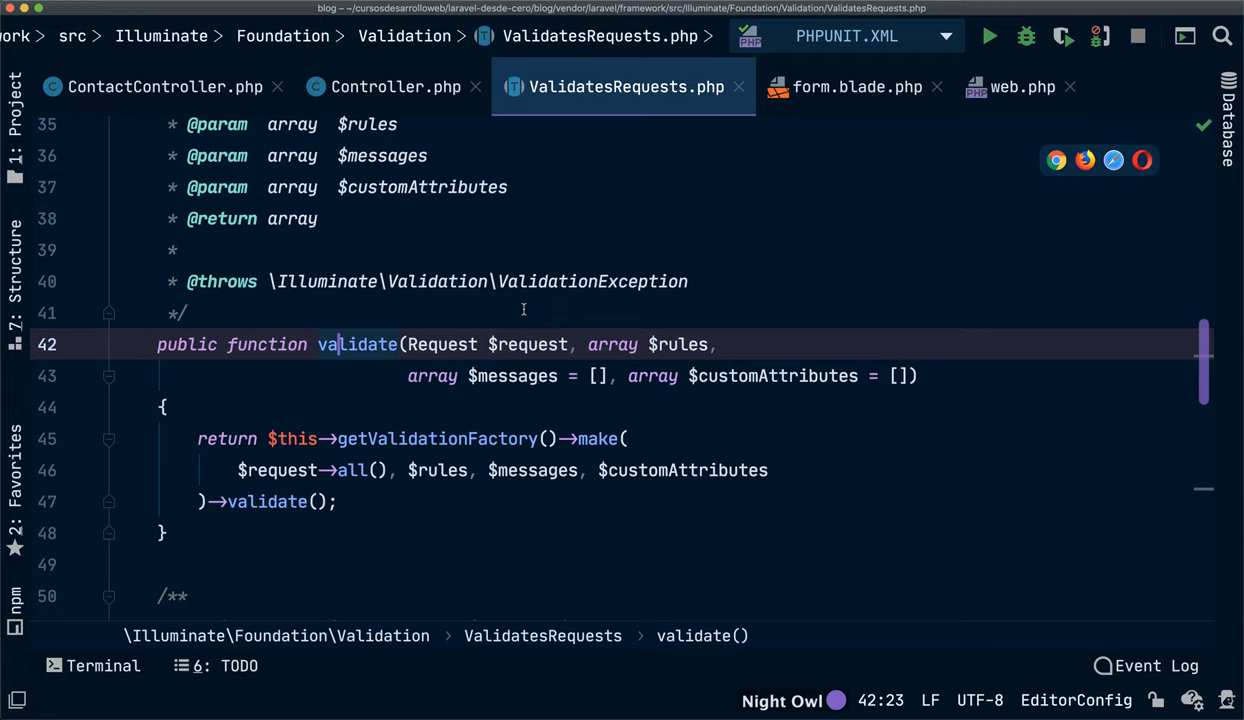 blog – ~/cursosdesarrolloweb/laravel-desde-cero/blog/vendor/laravel/framework/src/Illuminate/Foundation/Validation/ValidatesRequests.php
work > src > Illuminate > Foundation > Validation > ValidatesRequests.php > PHP PHPUNIT.XML
ContactController.php × Controller.php × ValidatesRequests.php × form.blade.php × web.php ×
1: Project
7: Structure
2: Favorites
npm
Database
35 * @param array $rules
36 * @param array $messages
37 * @param array $customAttributes
38 * @return array
39 *
40 * @throws \Illuminate\Validation\ValidationException
41 */
42 public function validate(Request $request, array $rules,
43 array $messages = [], array $customAttributes = [])
44 {
45 return $this->getValidationFactory()->make(
46 $request->all(), $rules, $messages, $customAttributes
47 )->validate();
48 }
49
50 /**
\Illuminate\Foundation\Validation > ValidatesRequests > validate()
Terminal 6: TODO Event Log
Night Owl 42:23 LF UTF-8 EditorConfig